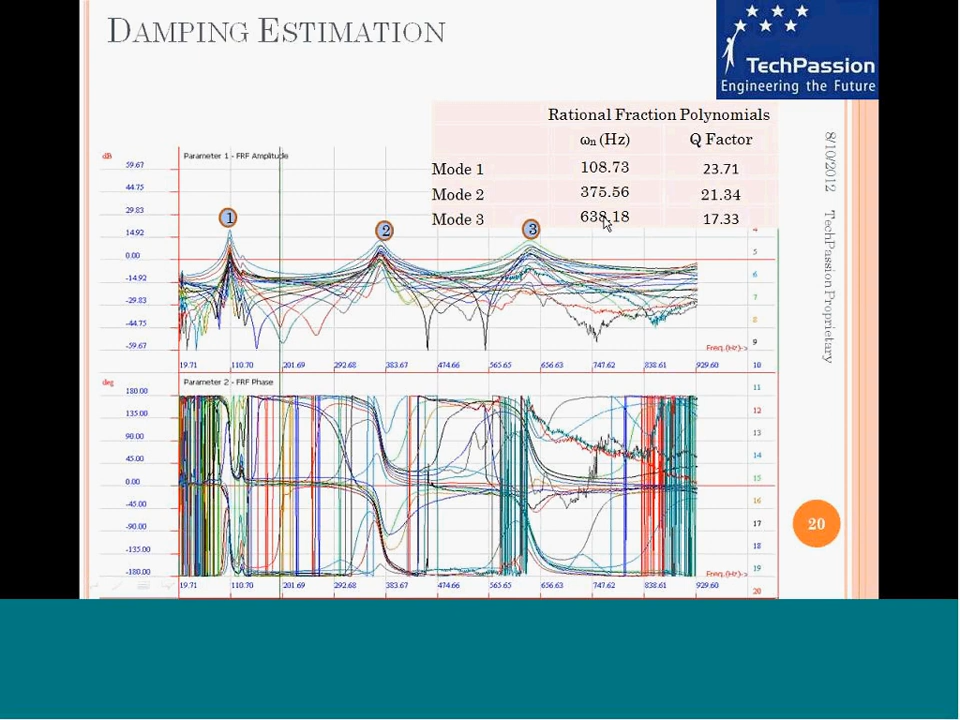 DAMPING ESTIMATION
TechPassion
Engineering the Future
Rational Fraction Polynomials
ωn (Hz) Q Factor
Mode 1 108.73 23.71
Mode 2 375.56 21.34
Mode 3 638.18 17.33
8/10/2012 TechPassion Proprietary
dB Parameter 1 - FRF Amplitude
59.67
44.75
29.83
14.92
0.00
-14.92
-29.83
-44.75
-59.67
1 2 3
4
5
6
7
8
9
Freq.(Hz)->
19.71 110.70 201.69 292.68 383.67 474.66 565.65 656.63 747.62 838.61 929.60 10
deg Parameter 2 - FRF Phase
180.00
135.00
90.00
45.00
0.00
-45.00
-90.00
-135.00
-180.00
11
12
13
14
15
16
17
18
19
Freq.(Hz)->
19.71 110.70 201.69 292.68 383.67 474.66 565.65 656.63 747.62 838.61 929.60 20
20